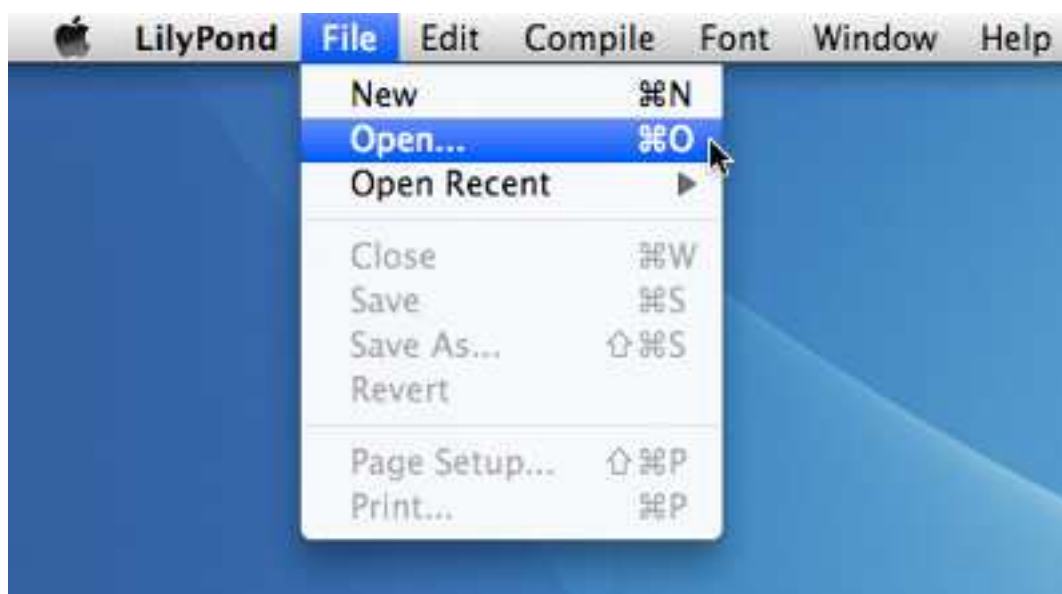 LilyPond File Edit Compile Font Window Help
New ⌘N
Open... ⌘O
Open Recent ▶
Close ⌘W
Save ⌘S
Save As... ⇧⌘S
Revert
Page Setup... ⇧⌘P
Print... ⌘P